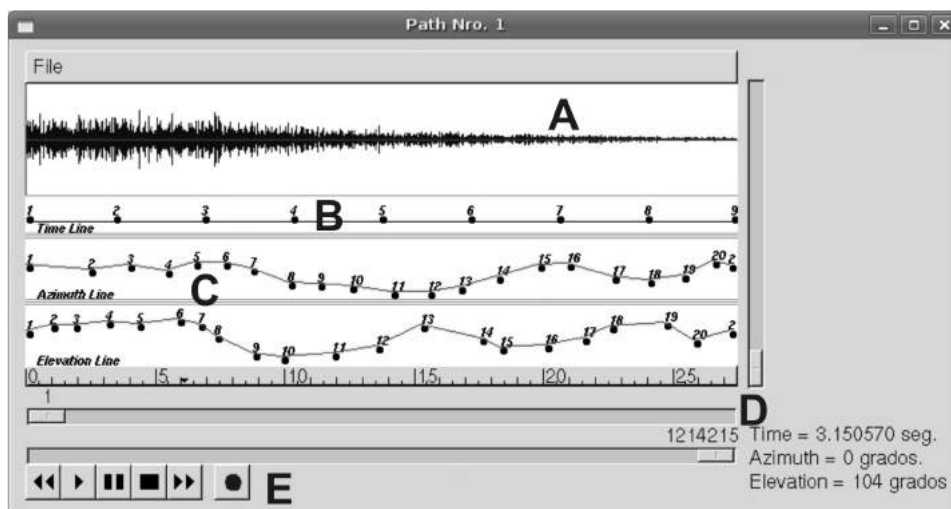 Path Nro. 1
File
A
1 2 3 4 5 6 7 8 9
B
Time Line
1 2 3 4 5 6 7 8 9 10 11 12 13 14 15 16 17 18 19 20 2
C
Azimuth Line
1 2 3 4 5 6 7 8 9 10 11 12 13 14 15 16 17 18 19 20 2
Elevation Line
0, 5 10 15 20 25
1
D
1214215
Time = 3.150570 seg.
Azimuth = 0 grados.
Elevation = 104 grados
E